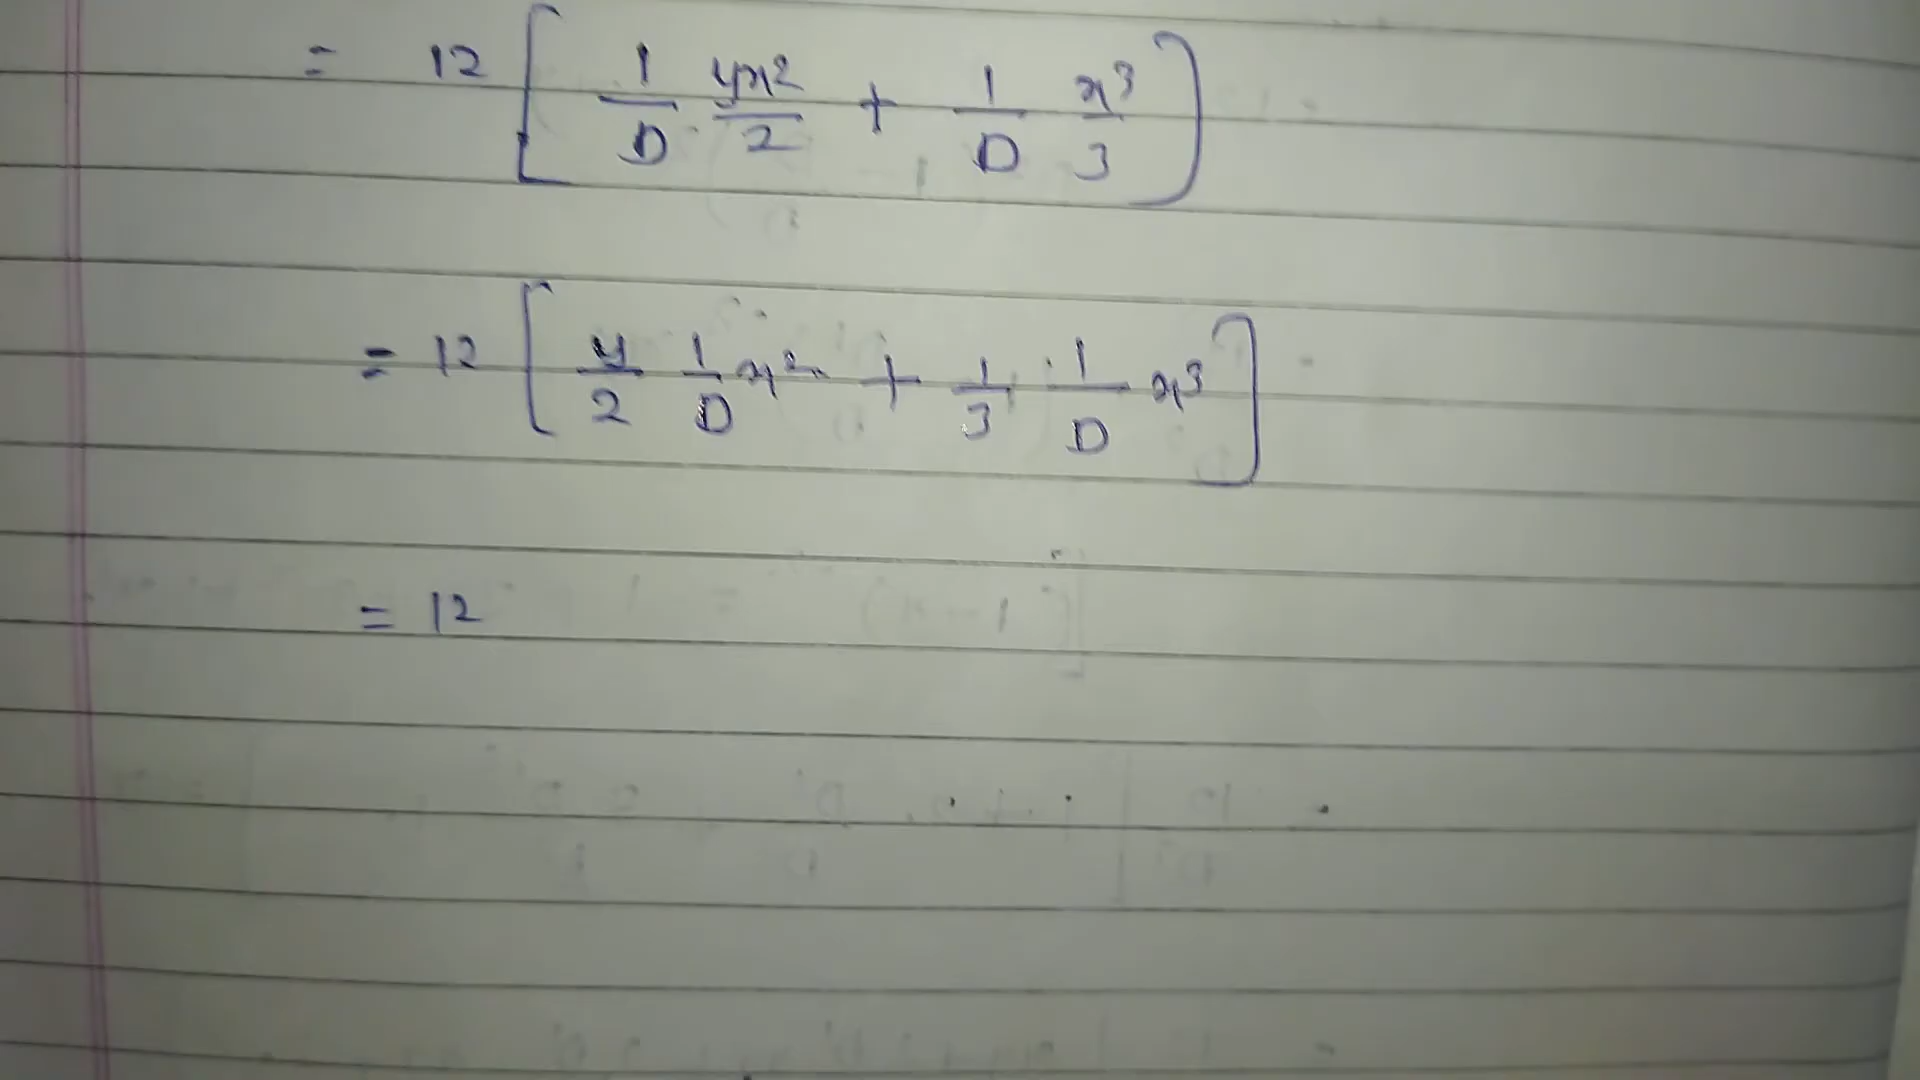 = 12 [ 1/D yx²/2 + 1/D x³/3 ]
= 12 [ y/2 1/D x² + 1/3 · 1/D x³ ]
= 12